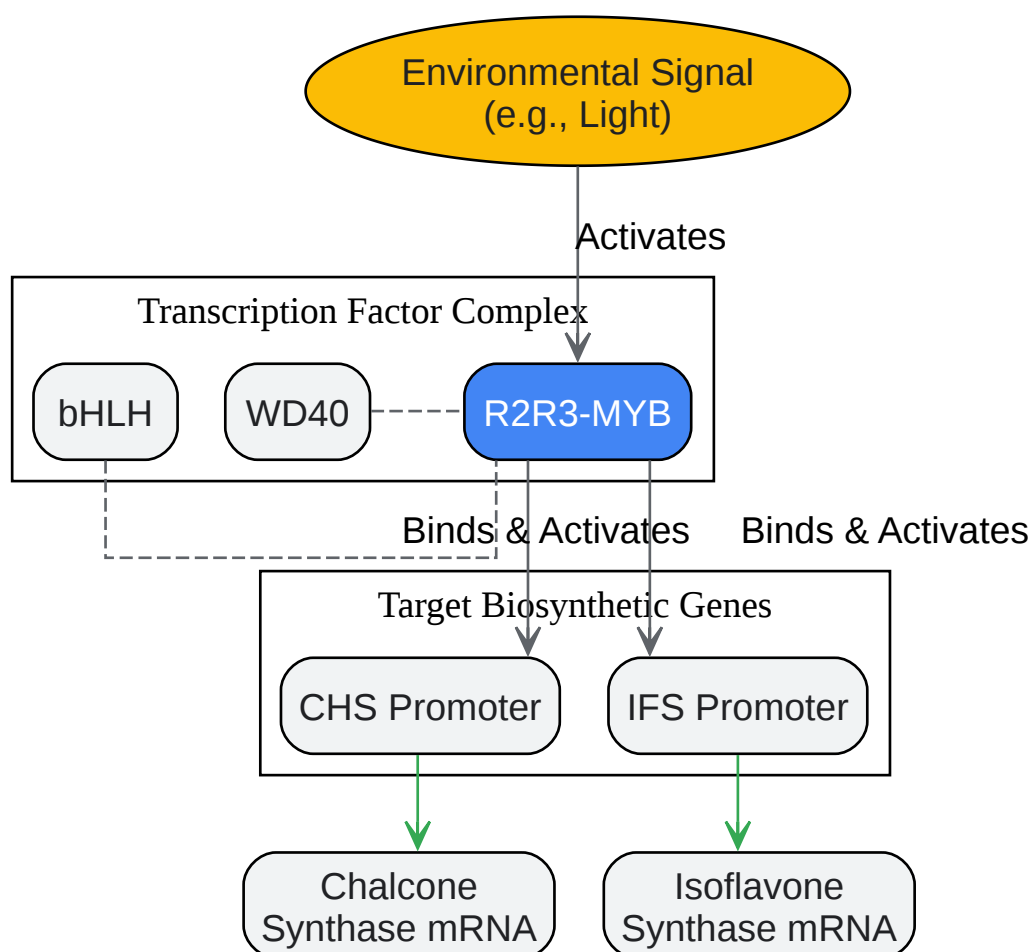 Environmental Signal
(e.g., Light)
Activates
Transcription Factor Complex
bHLH
WD40
R2R3-MYB
Binds & Activates
Binds & Activates
Target Biosynthetic Genes
CHS Promoter
IFS Promoter
Chalcone
Synthase mRNA
Isoflavone
Synthase mRNA